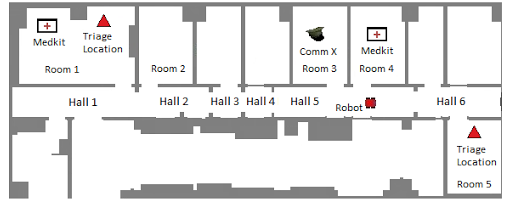 Medkit
Triage
Location
Room 1
Room 2
Comm X
Room 3
Medkit
Room 4
Hall 1
Hall 2
Hall 3
Hall 4
Hall 5
Robot
Hall 6
Triage
Location
Room 5